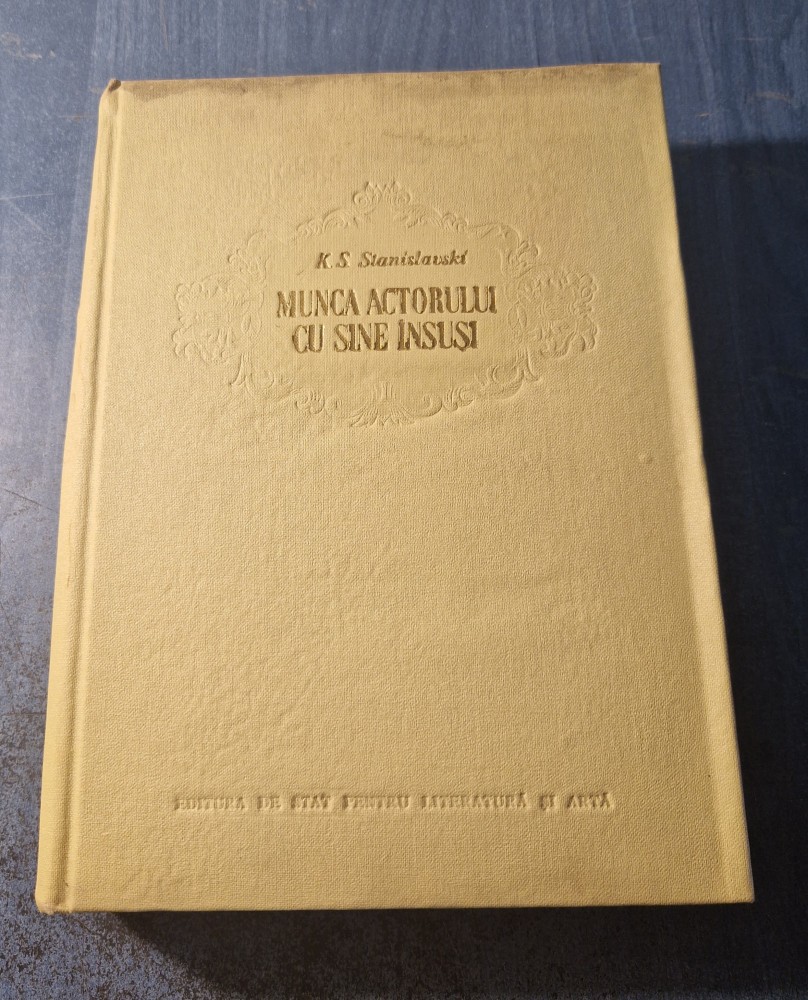 K. S. Stanislavski
MUNCA ACTORULUI
CU SINE ÎNSUȘI
EDITURA DE STAT PENTRU LITERATURĂ ȘI ARTĂ